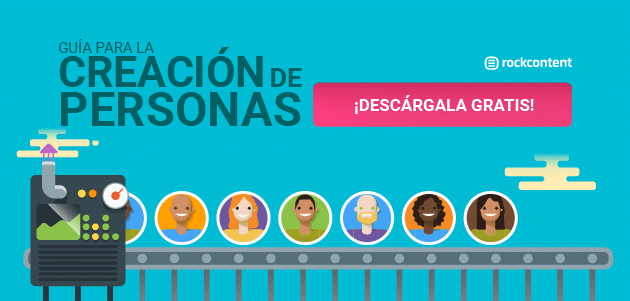 GUÍA PARA LA
CREACIÓN DE
PERSONAS
rockcontent
¡DESCÁRGALA GRATIS!